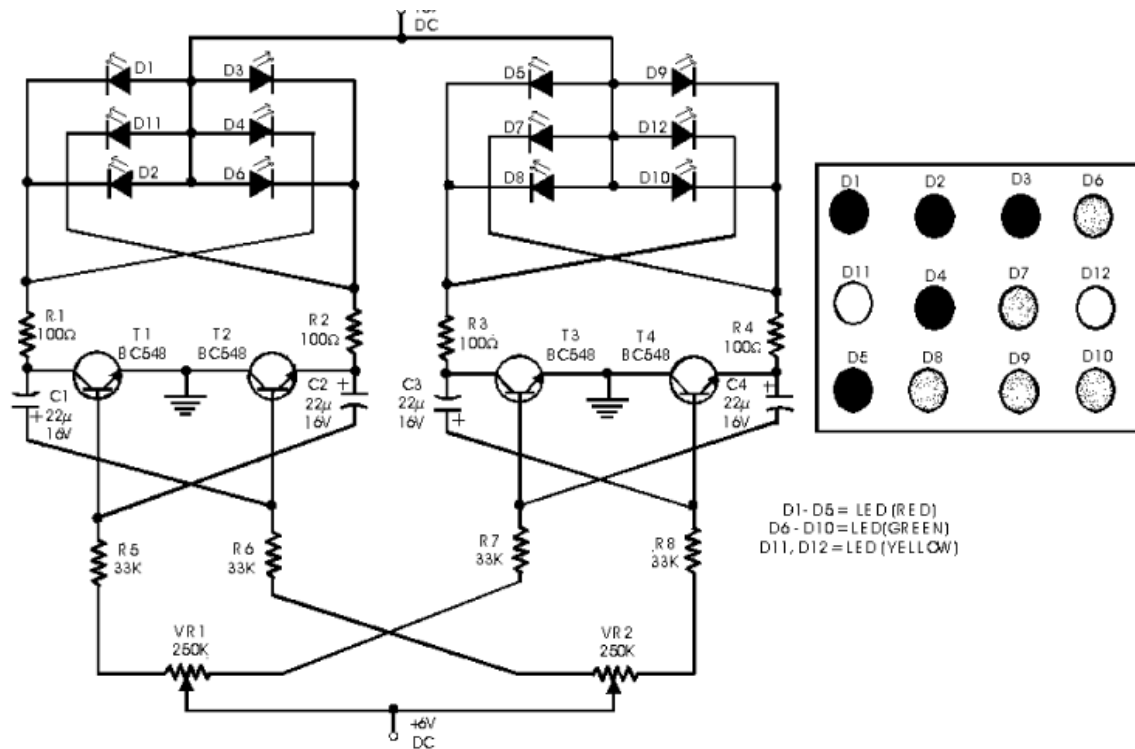 DC
D1 D3
D11 D4
D2 D6
D5 D9
D7 D12
D8 D10
D1 D2 D3 D6
D11 D4 D7 D12
D5 D8 D9 D10
R1
100Ω
T1
BC548
T2
BC548
R2
100Ω
R3
100Ω
T3
BC548
T4
BC548
R4
100Ω
C1
+
22µ
16V
C2 +
22µ
16V
C3
22µ
16V
+
C4 +
22µ
16V
D1- D5 = LED (RED)
D6 - D10 =LED(GREEN)
D11, D12 =LED (YELLOW)
R5
33K
R6
33K
R7
33K
R8
33K
VR1
250K
VR2
250K
+6V
DC